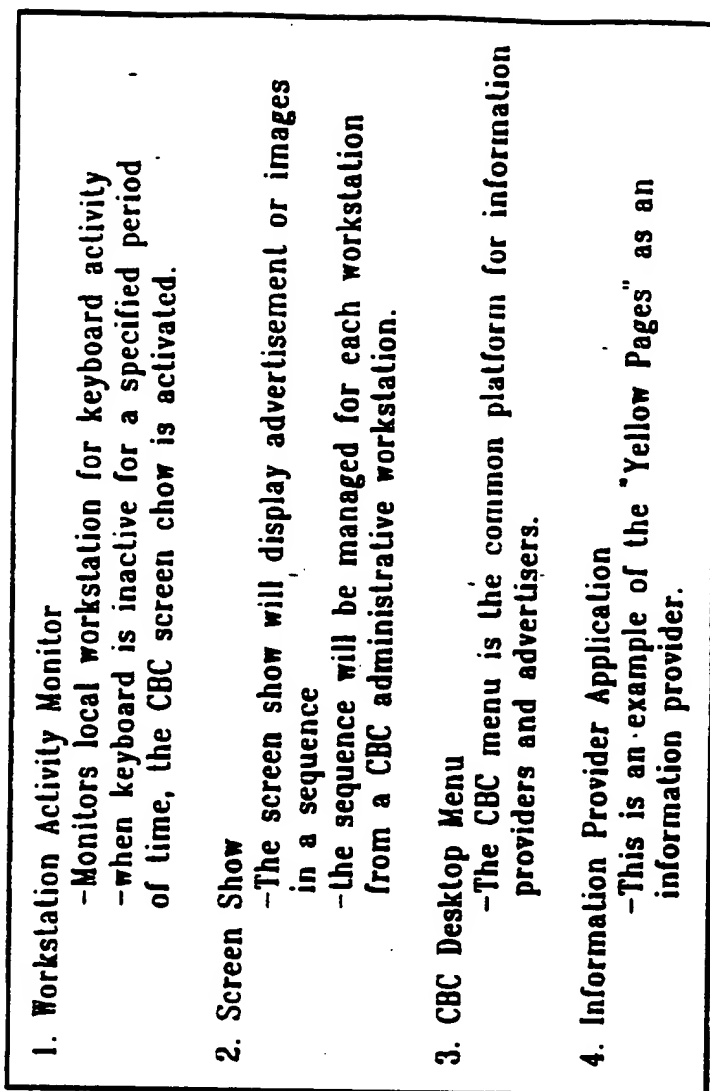 1. Workstation Activity Monitor
-Monitors local workstation for keyboard activity
-when keyboard is inactive for a specified period
of time, the CBC screen chow is activated.
2. Screen Show
-The screen show will display advertisement or images
in a sequence
-the sequence will be managed for each workstation
from a CBC administrative workstation.
3. CBC Desktop Menu
-The CBC menu is the common platform for information
providers and advertisers.
4. Information Provider Application
-This is an example of the "Yellow Pages" as an
information provider.